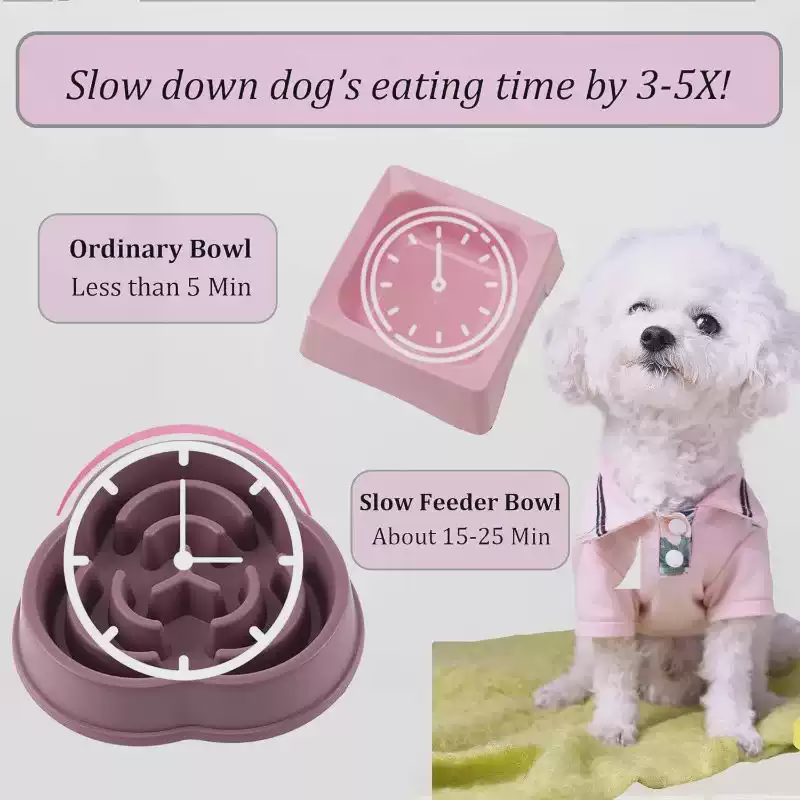 Slow down dog’s eating time by 3-5X!
Ordinary Bowl
Less than 5 Min
Slow Feeder Bowl
About 15-25 Min